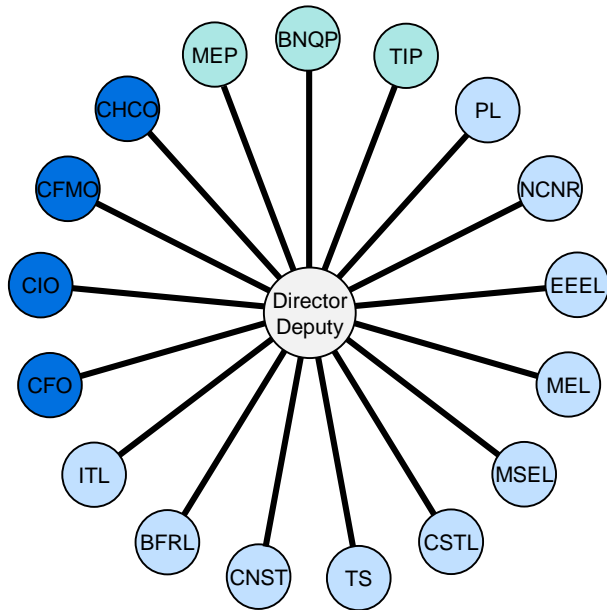 BNQP
TIP
PL
NCNR
EEEL
MEL
MSEL
CSTL
TS
CNST
BFRL
ITL
CFO
CIO
CFMO
CHCO
MEP
Director
Deputy